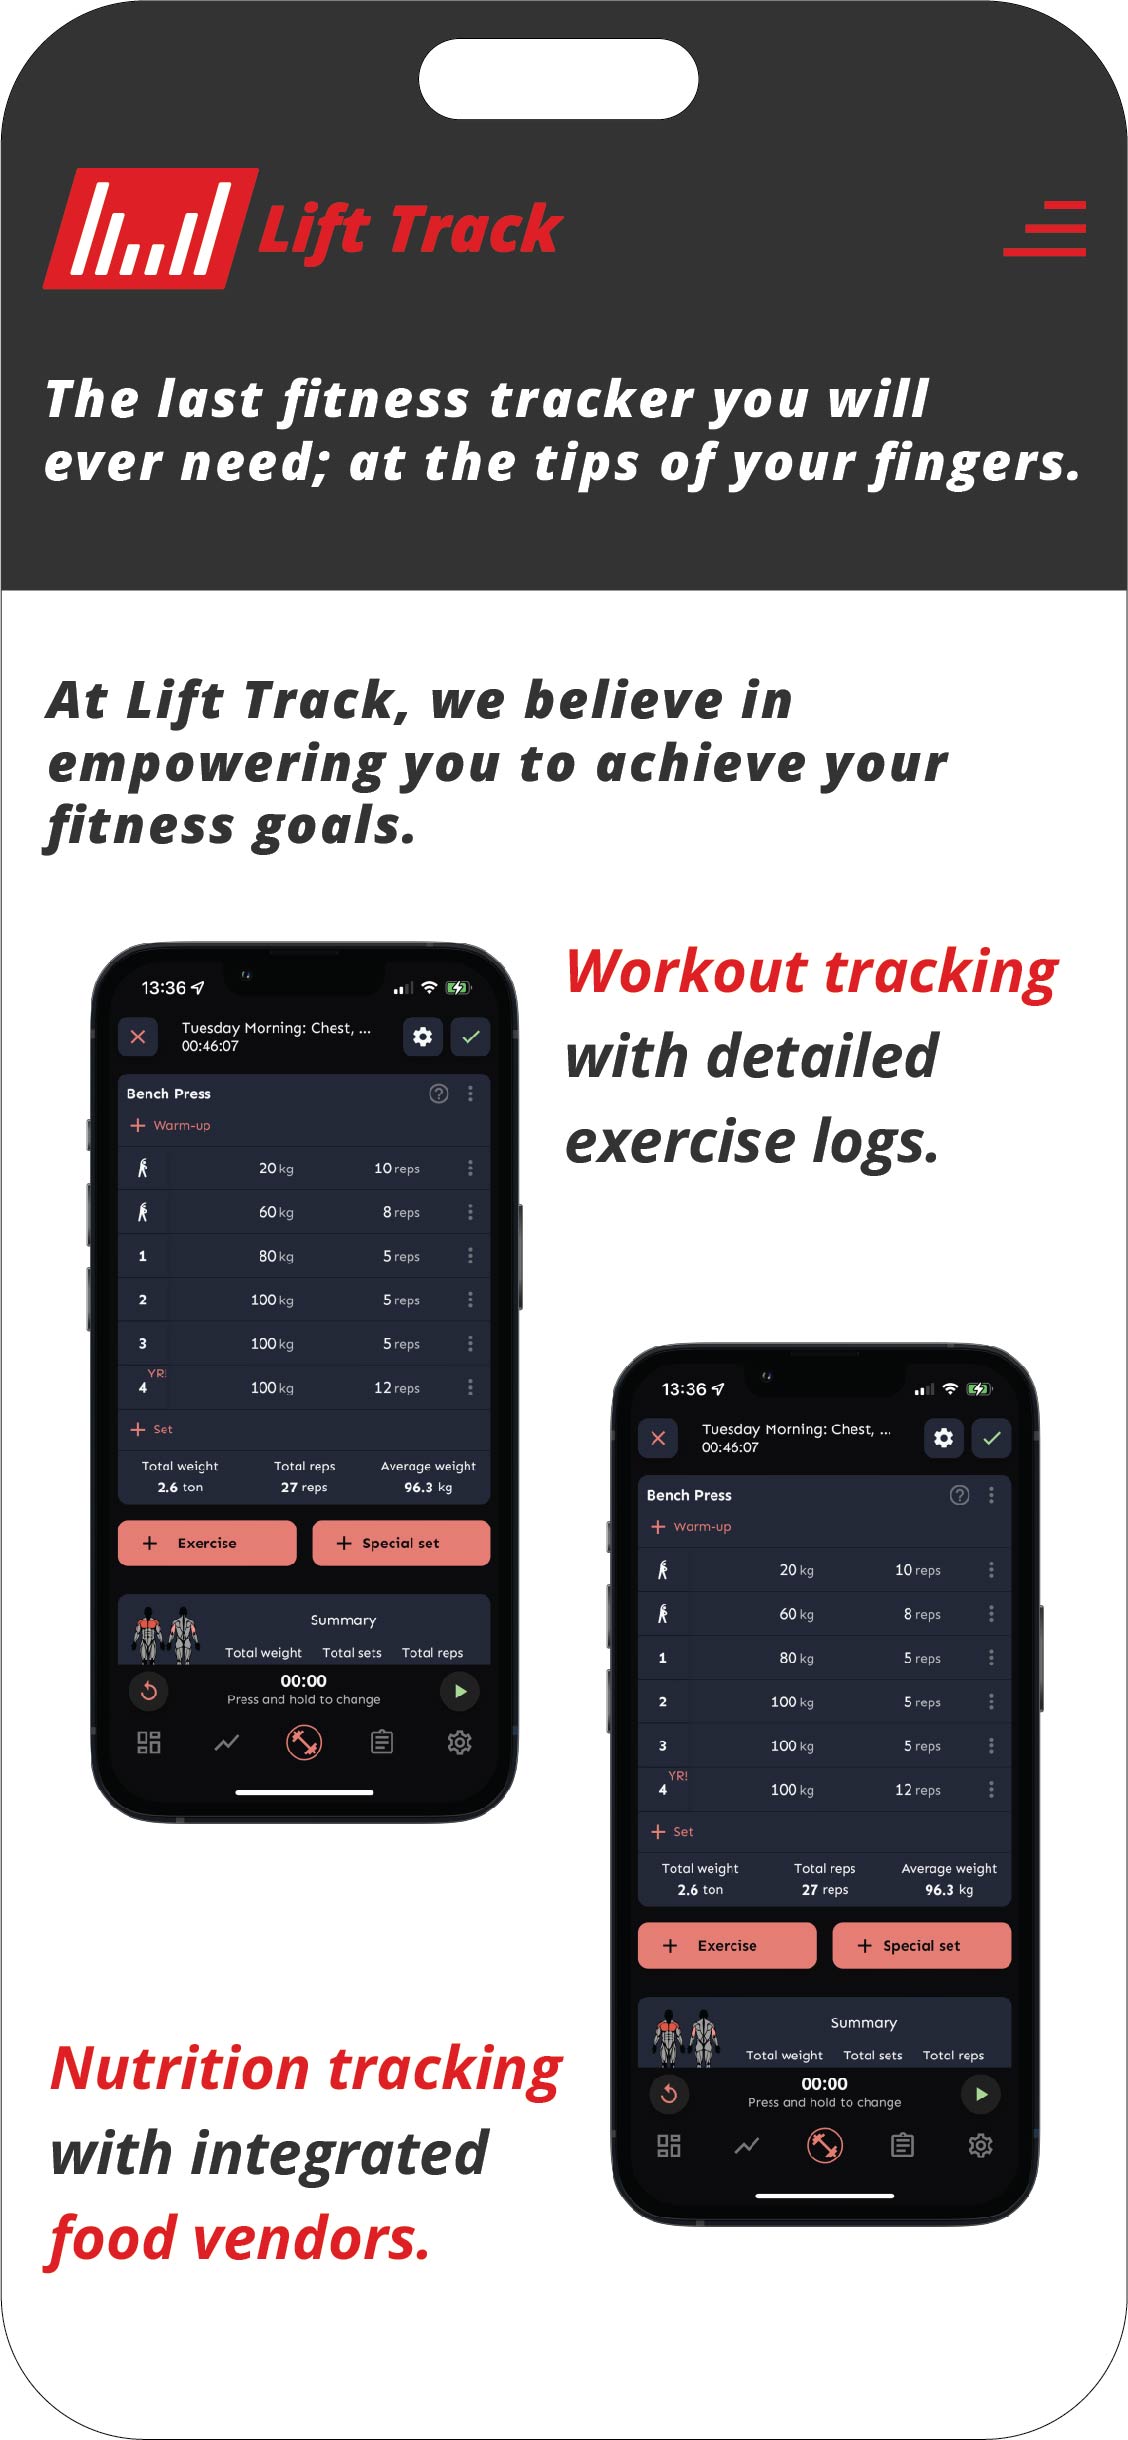 Lift Track
The last fitness tracker you will
ever need; at the tips of your fingers.
At Lift Track, we believe in
empowering you to achieve your
fitness goals.
Workout tracking
with detailed
exercise logs.
13:36
Tuesday Morning: Chest, ...
00:46:07
Bench Press
+ Warm-up
20 kg 10 reps
60 kg 8 reps
1 80 kg 5 reps
2 100 kg 5 reps
3 100 kg 5 reps
YR!
4 100 kg 12 reps
+ Set
Total weight Total reps Average weight
2.6 ton 27 reps 96.3 kg
+ Exercise + Special set
Summary
Total weight Total sets Total reps
00:00
Press and hold to change
13:36
Tuesday Morning: Chest, ...
00:46:07
Bench Press
+ Warm-up
20 kg 10 reps
60 kg 8 reps
1 80 kg 5 reps
2 100 kg 5 reps
3 100 kg 5 reps
YR!
4 100 kg 12 reps
+ Set
Total weight Total reps Average weight
2.6 ton 27 reps 96.3 kg
+ Exercise + Special set
Summary
Total weight Total sets Total reps
00:00
Press and hold to change
Nutrition tracking
with integrated
food vendors.